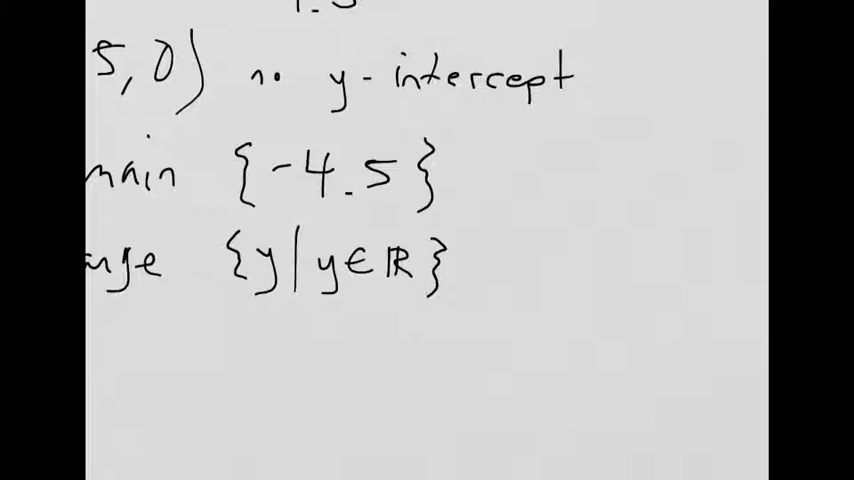 5, 0) no y-intercept
main {-4.5}
nge {y|y∈ℝ}